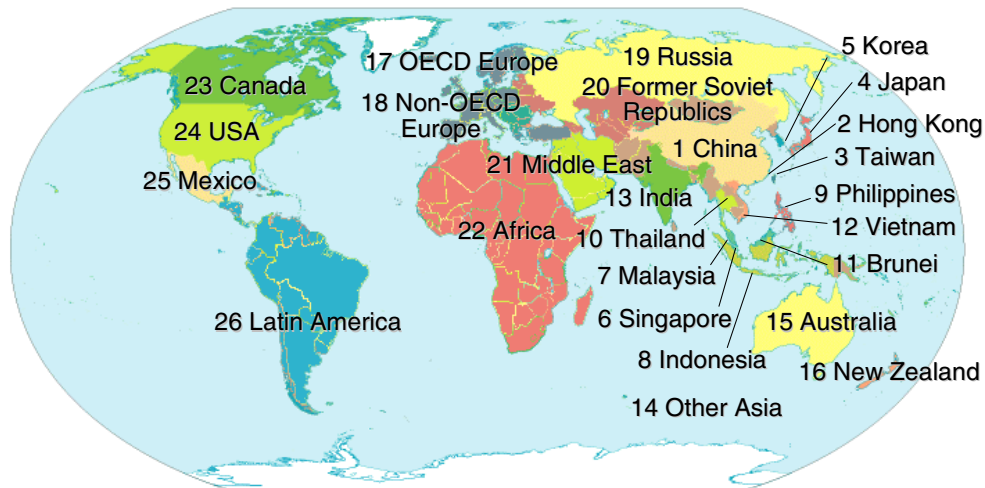 17 OECD Europe
19 Russia
5 Korea
23 Canada
20 Former Soviet
Republics
4 Japan
18 Non-OECD
Europe
24 USA
2 Hong Kong
1 China
3 Taiwan
21 Middle East
25 Mexico
13 India
9 Philippines
22 Africa
10 Thailand
12 Vietnam
7 Malaysia
11 Brunei
26 Latin America
6 Singapore
15 Australia
8 Indonesia
16 New Zealand
14 Other Asia